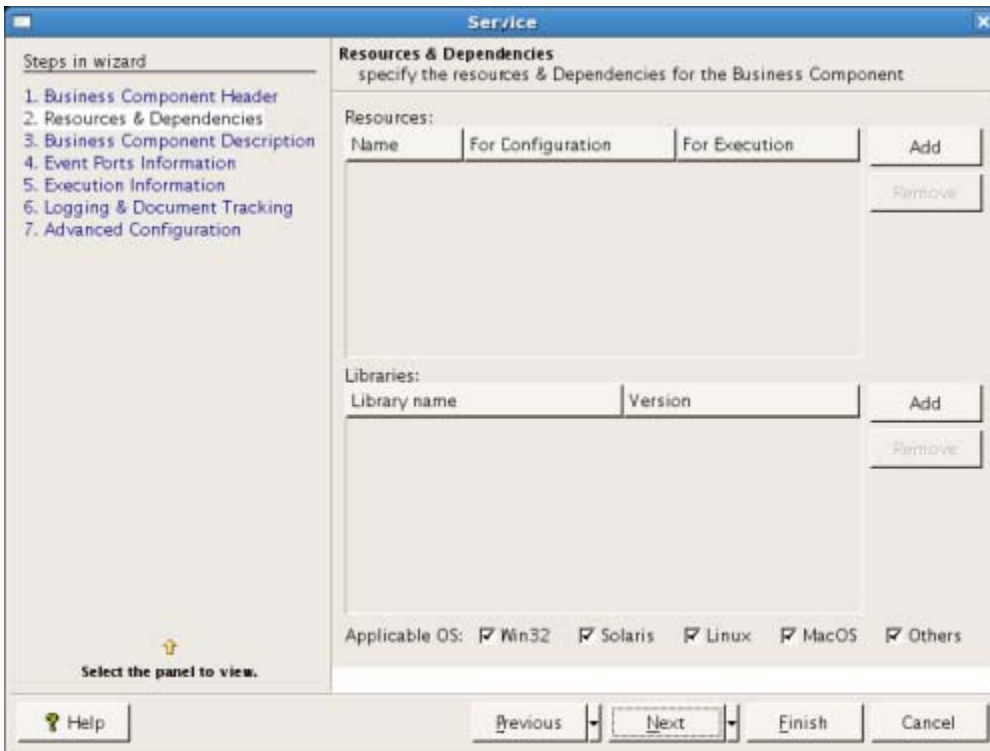 Service
Steps in wizard
1. Business Component Header
2. Resources & Dependencies
3. Business Component Description
4. Event Ports Information
5. Execution Information
6. Logging & Document Tracking
7. Advanced Configuration
Select the panel to view.
Resources & Dependencies
specify the resources & Dependencies for the Business Component
Resources:
Name For Configuration For Execution
Add
Remove
Libraries:
Library name Version
Add
Remove
Applicable OS: Win32 Solaris Linux MacOS Others
Help Previous Next Finish Cancel